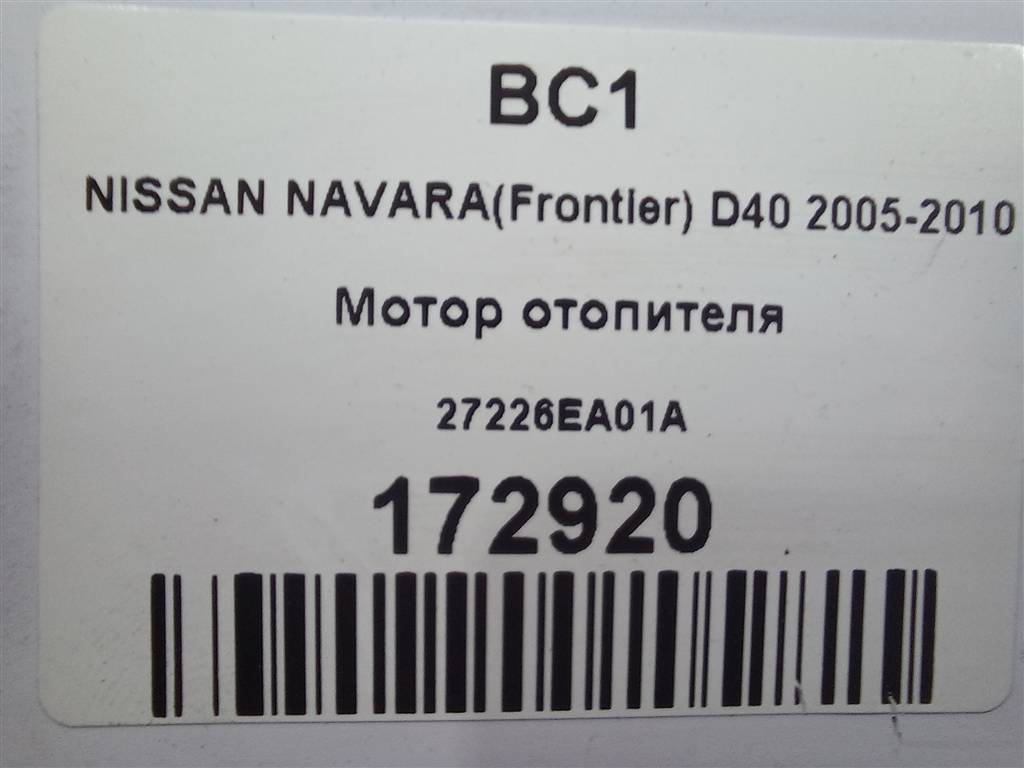 BC1
NISSAN NAVARA(Frontier) D40 2005-2010
Мотор отопителя
27226EA01A
172920